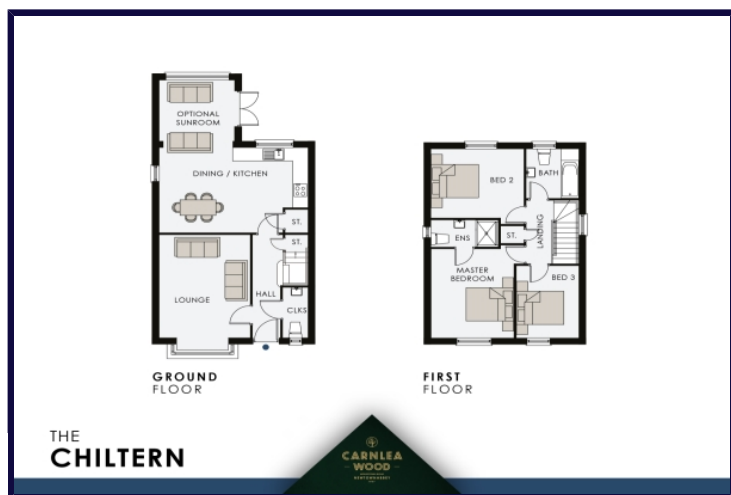 OPTIONAL
SUNROOM
DINING / KITCHEN
ST.
ST.
LOUNGE
HALL
CLKS
GROUND
FLOOR
BED 2
BATH
ENS
ST.
LANDING
MASTER
BEDROOM
BED 3
FIRST
FLOOR
THE
CHILTERN
CARNLEA
WOOD